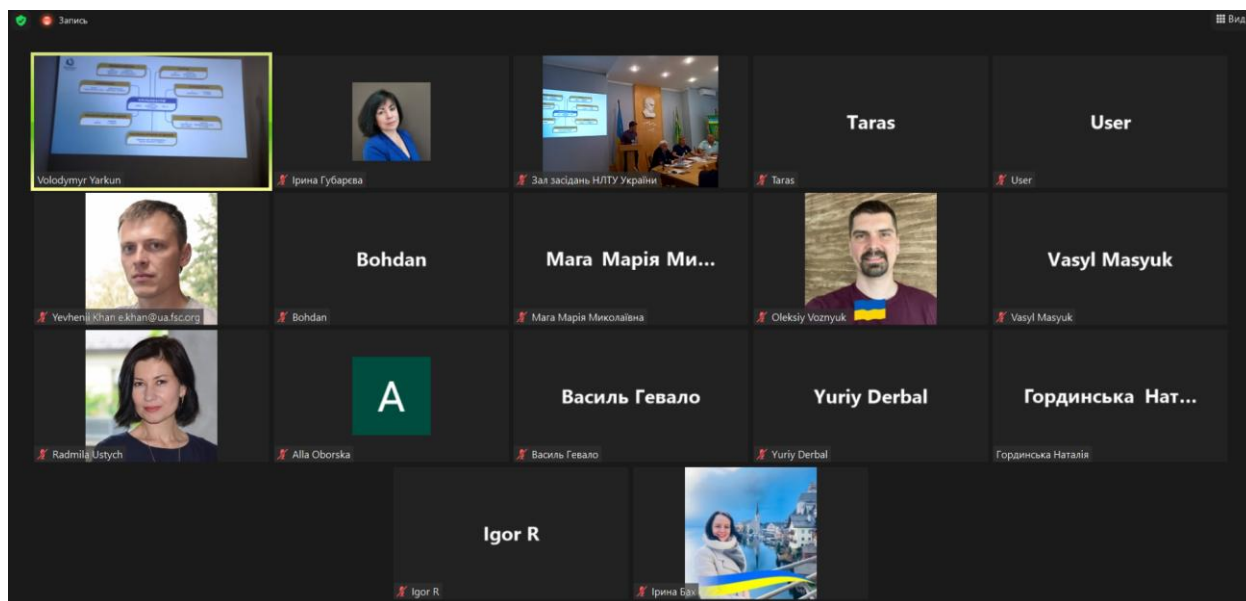 Запись
Вид
Volodymyr Yarkun
Ірина Губарєва
Зал засідань НЛТУ України
Taras
Taras
User
User
Yevhenii Khan e.khan@ua.fsc.org
Bohdan
Bohdan
Мага Марія Ми...
Мага Марія Миколаївна
Oleksiy Voznyuk
Vasyl Masyuk
Vasyl Masyuk
Radmila Ustych
A
Alla Oborska
Василь Гевало
Василь Гевало
Yuriy Derbal
Yuriy Derbal
Гординська Нат...
Гординська Наталія
Igor R
Igor R
Ірина Бах